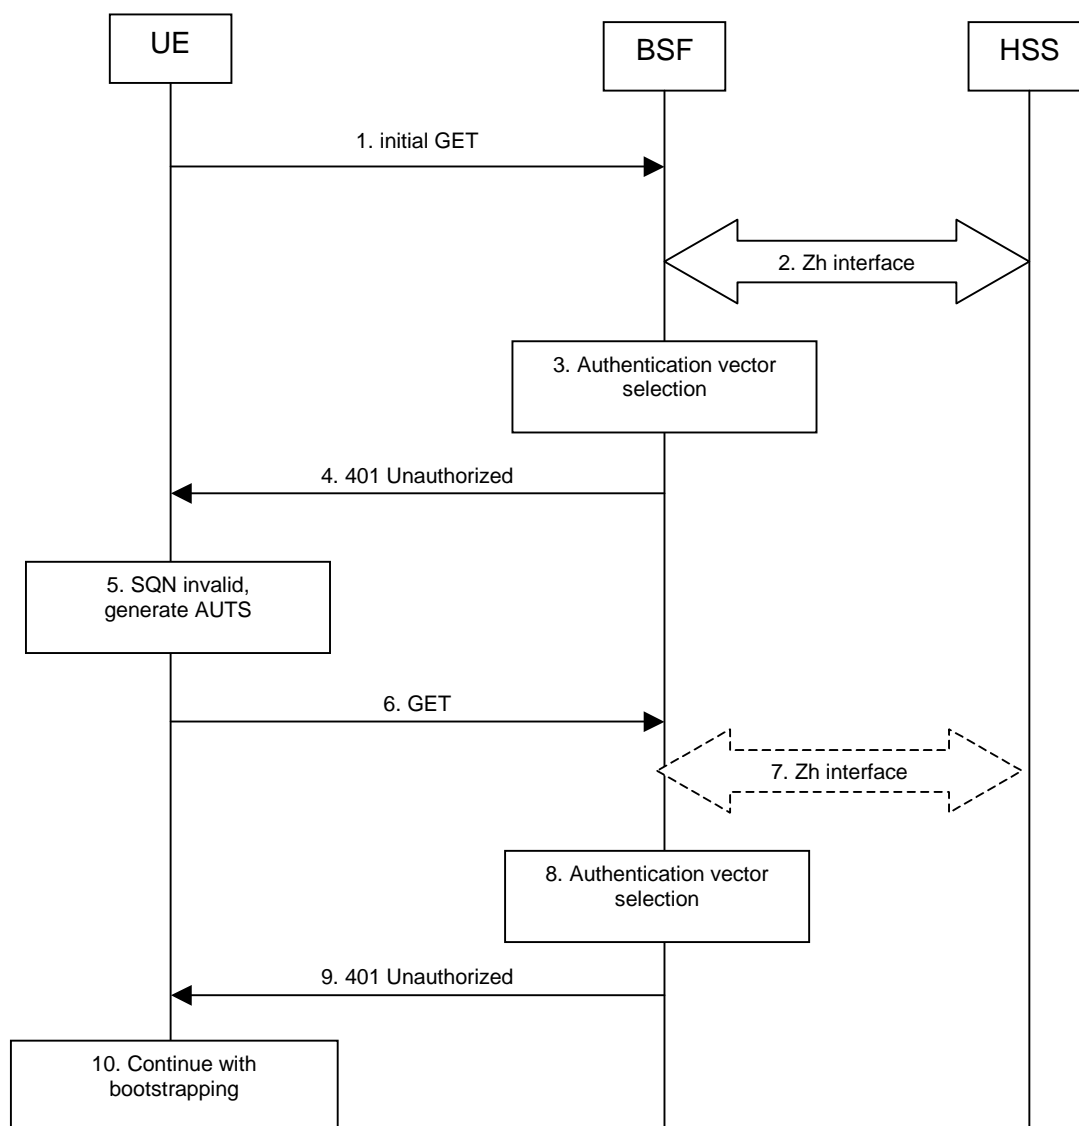 UE
BSF
HSS
1. initial GET
2. Zh interface
3. Authentication vector
selection
4. 401 Unauthorized
5. SQN invalid,
generate AUTS
6. GET
7. Zh interface
8. Authentication vector
selection
9. 401 Unauthorized
10. Continue with
bootstrapping